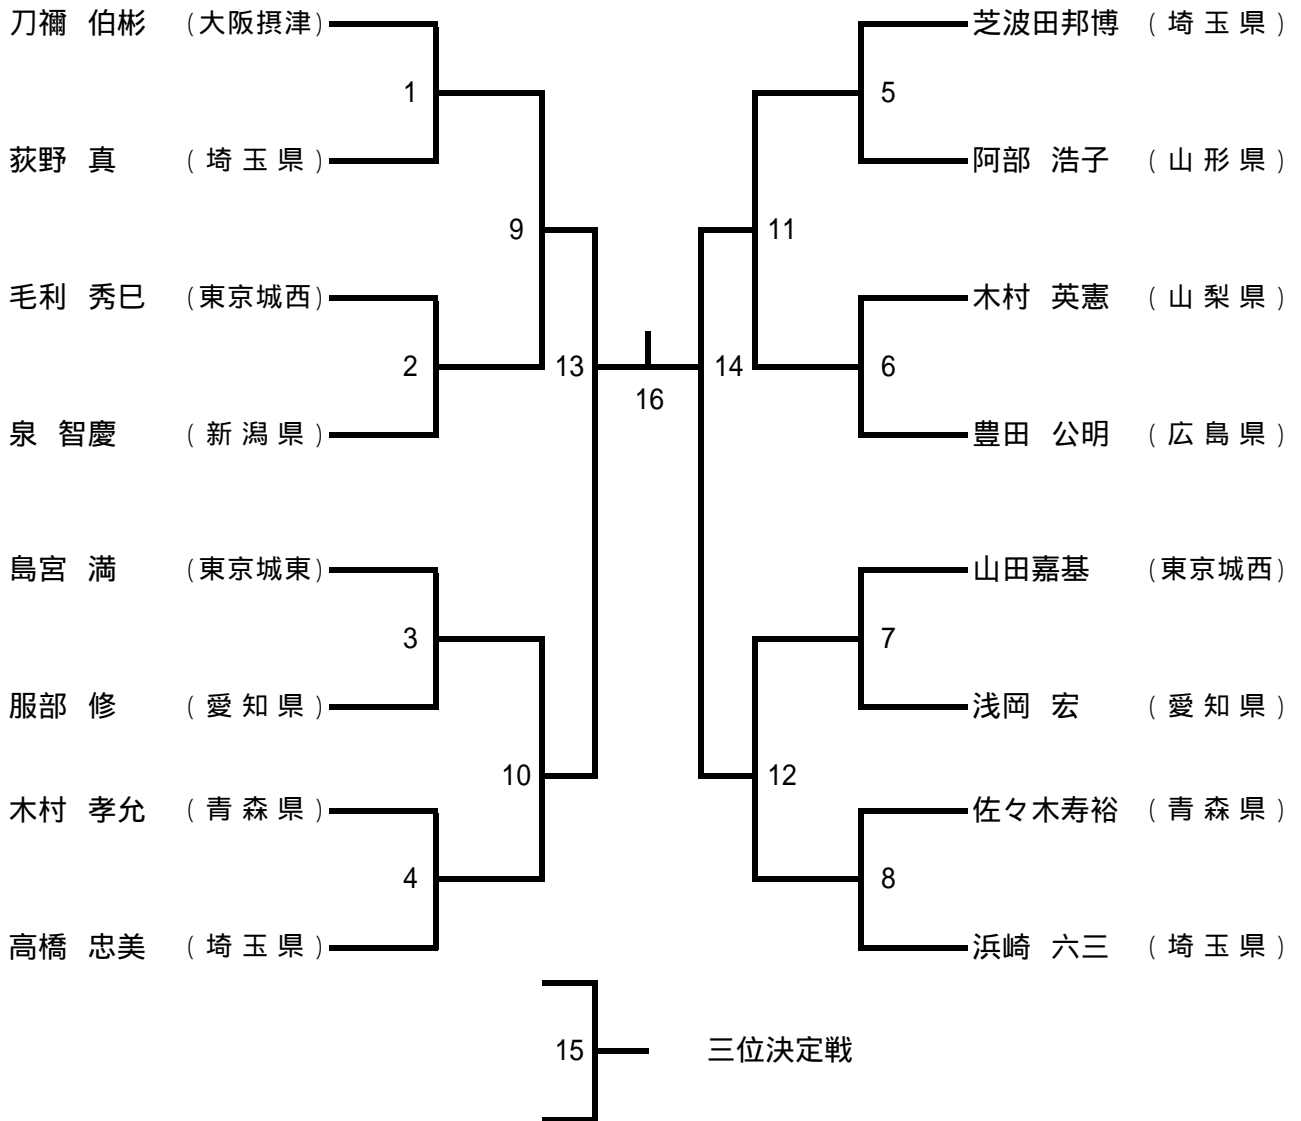 刀禰 伯彬 (大阪摂津) 芝波田邦博 (埼玉県)
1 5
荻野 真 (埼玉県) 阿部 浩子 (山形県)
9 11
毛利 秀巳 (東京城西) 木村 英憲 (山梨県)
2 13 14 6
16
泉 智慶 (新潟県) 豊田 公明 (広島県)
島宮 満 (東京城東) 山田嘉基 (東京城西)
3 7
服部 修 (愛知県) 浅岡 宏 (愛知県)
10 12
木村 孝允 (青森県) 佐々木寿裕 (青森県)
4 8
高橋 忠美 (埼玉県) 浜崎 六三 (埼玉県)
15 三位決定戦